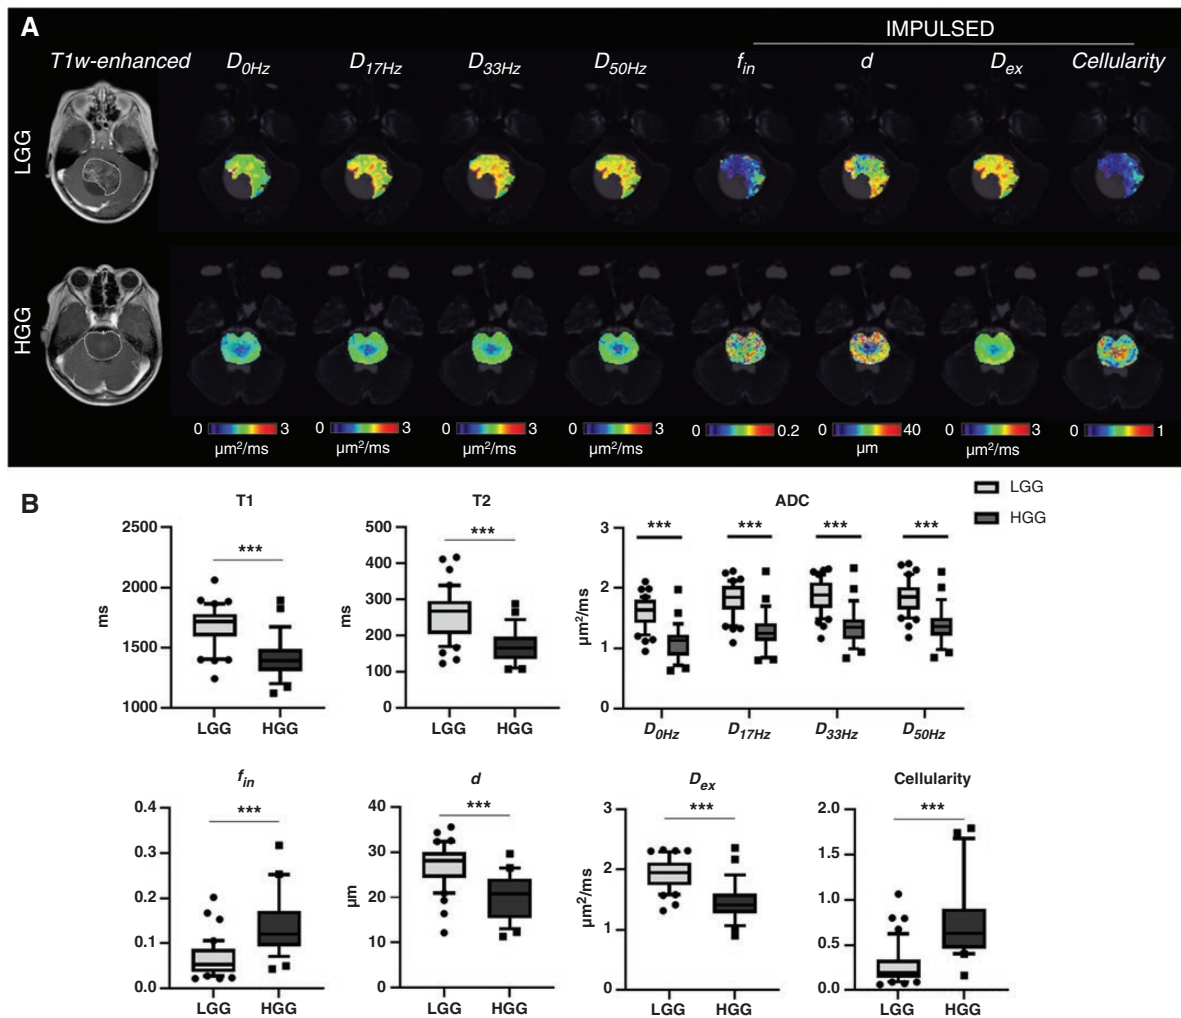 A
IMPULSED
T1w-enhanced D0Hz D17Hz D33Hz D50Hz fin d Dex Cellularity
LGG
HGG
0 3 0 3 0 3 0 3 0 0.2 0 40 0 3 0 1
μm²/ms μm²/ms μm²/ms μm²/ms μm μm²/ms
B
T1 T2 ADC
LGG
HGG
2500
2000
1500
1000
ms
***
LGG HGG
500
400
300
200
100
0
ms
***
LGG HGG
3
2
1
0
μm²/ms
*** *** *** ***
D0Hz D17Hz D33Hz D50Hz
fin d Dex Cellularity
0.4
0.3
0.2
0.1
0.0
***
LGG HGG
40
30
20
10
0
μm
***
LGG HGG
3
2
1
0
μm²/ms
***
LGG HGG
2.0
1.5
1.0
0.5
0.0
***
LGG HGG